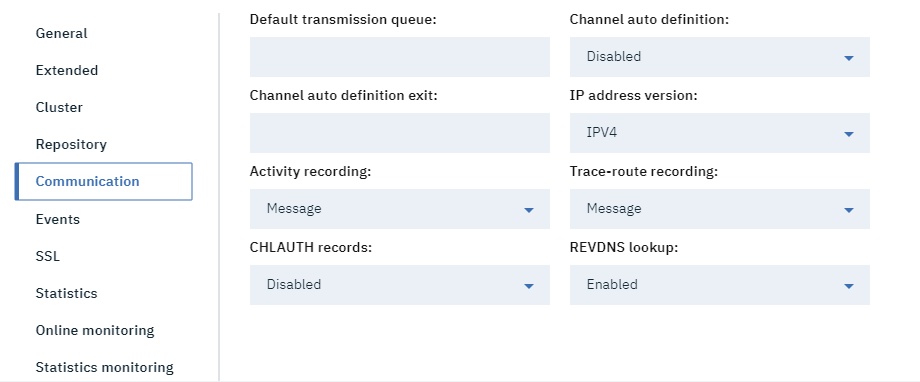 General
Extended
Cluster
Repository
Communication
Events
SSL
Statistics
Online monitoring
Statistics monitoring
Default transmission queue:
Channel auto definition:
Disabled
Channel auto definition exit:
IP address version:
IPV4
Activity recording:
Message
Trace-route recording:
Message
CHLAUTH records:
Disabled
REVDNS lookup:
Enabled